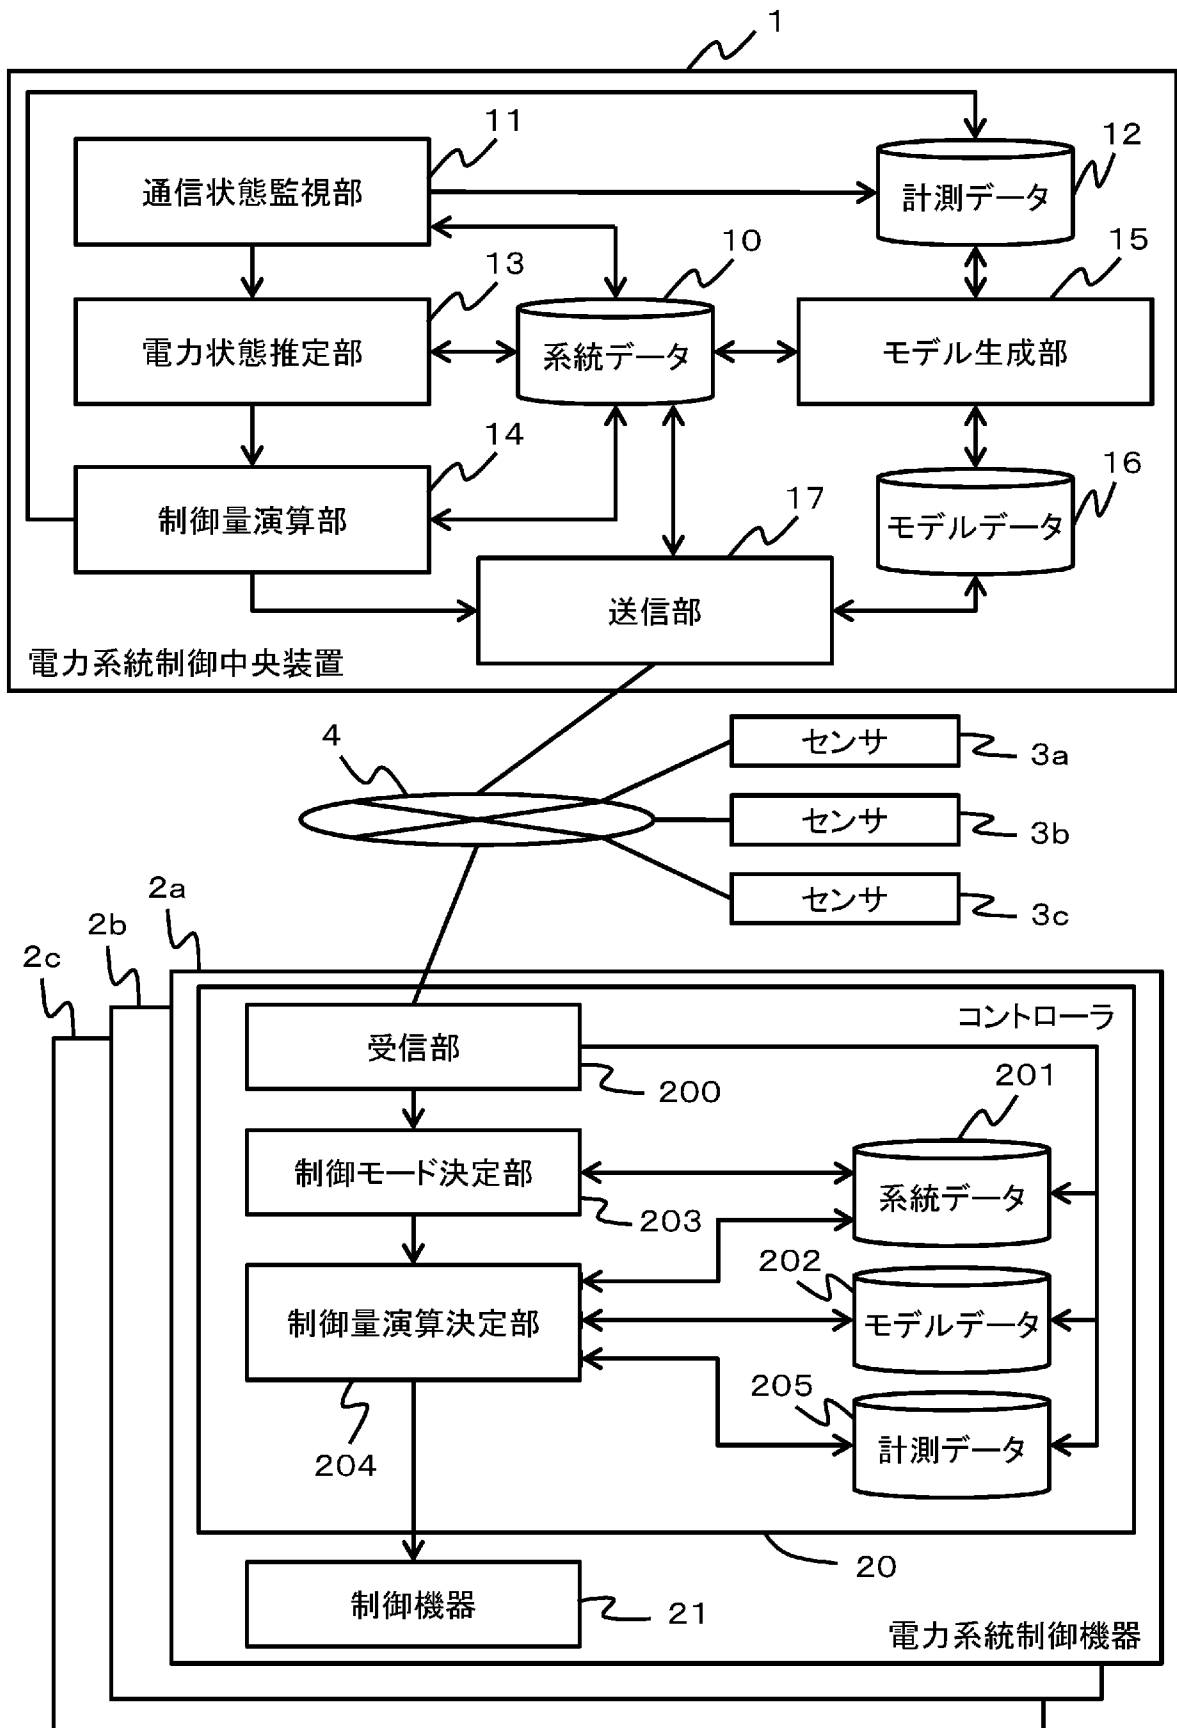 1
11
通信状態監視部
12
計測データ
10
系統データ
13
電力状態推定部
15
モデル生成部
14
制御量演算部
16
モデルデータ
17
送信部
電力系統制御中央装置
4
センサ
3a
センサ
3b
センサ
3c
2a
2b
2c
コントローラ
受信部
200
201
系統データ
制御モード決定部
203
202
モデルデータ
制御量演算決定部
204
205
計測データ
20
制御機器
21
電力系統制御機器